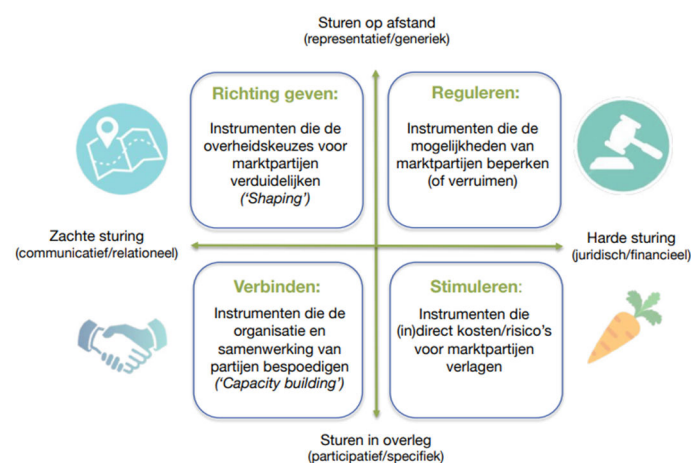 Sturen op afstand
(representatief/generiek)
Richting geven:
Instrumenten die de
overheidskeuzes voor
marktpartijen
verduidelijken
(‘Shaping’)
Reguleren:
Instrumenten die de
mogelijkheden van
marktpartijen beperken
(of verruimen)
Zachte sturing
(communicatief/relationeel)
Harde sturing
(juridisch/financieel)
Verbinden:
Instrumenten die de
organisatie en
samenwerking van
partijen bespoedigen
(‘Capacity building’)
Stimuleren:
Instrumenten die
(in)direct kosten/risico’s
voor marktpartijen
verlagen
Sturen in overleg
(participatief/specifiek)